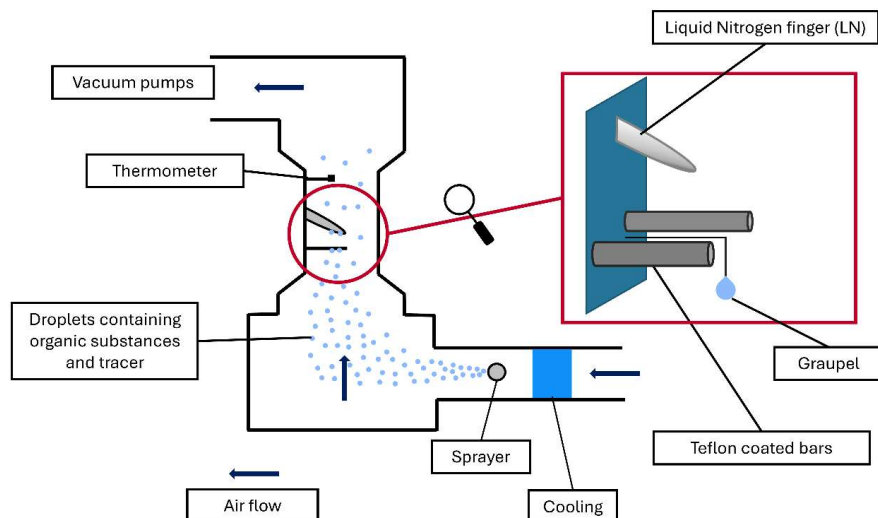 Liquid Nitrogen finger (LN)
Vacuum pumps
Thermometer
Droplets containing
organic substances
and tracer
Graupel
Teflon coated bars
Sprayer
Air flow
Cooling